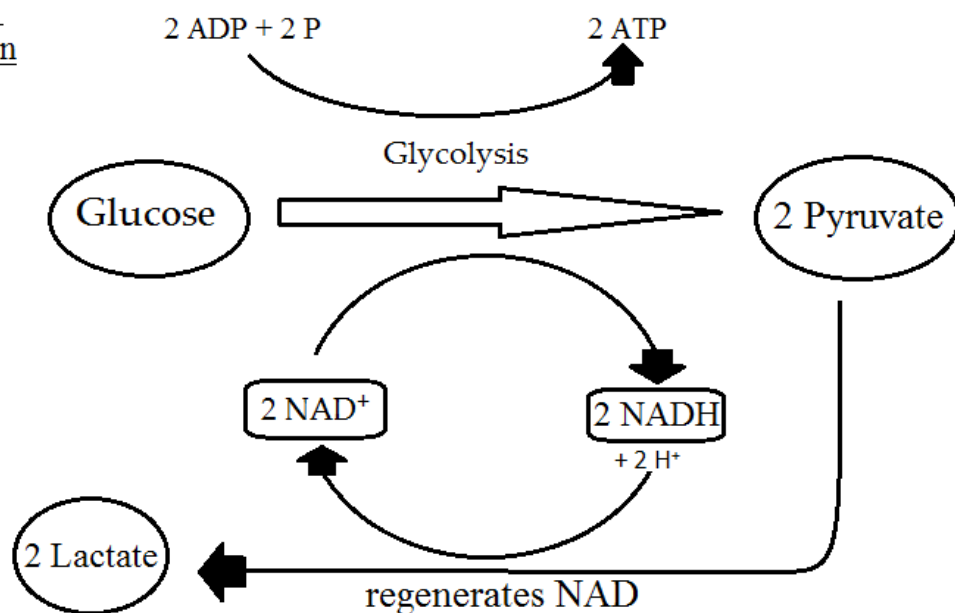 n
2 ADP + 2 P
2 ATP
Glycolysis
Glucose
2 Pyruvate
2 NAD⁺
2 NADH
+ 2 H⁺
2 Lactate
regenerates NAD